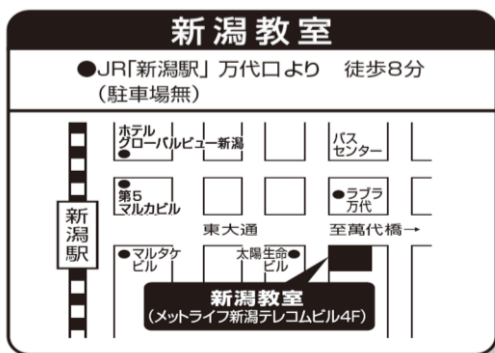 新潟教室
●JR「新潟駅」万代口より 徒歩8分
(駐車場無)
ホテル
グローバルビュー新潟
バス
センター
第5
マルカビル
ラブラ
万代
新潟駅
東大通
至萬代橋→
マルタケ
ビル
太陽生命
ビル
新潟教室
(メットライフ新潟テレコムビル4F)